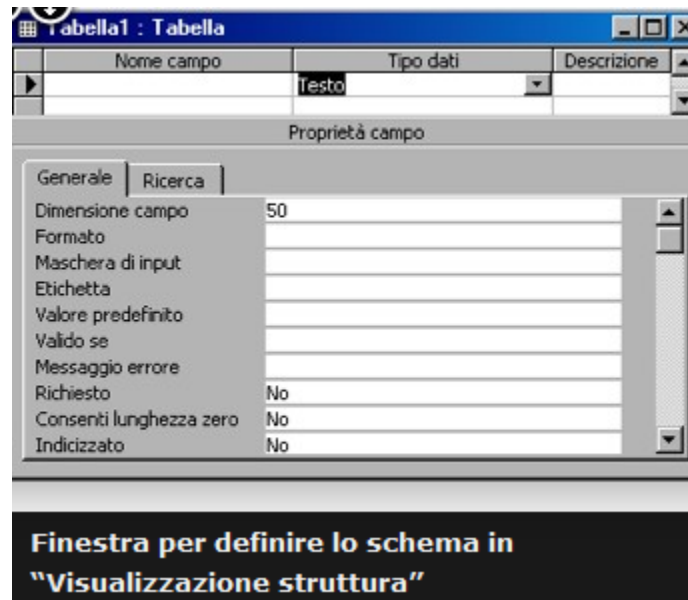 Tabella1 : Tabella
Nome campo Tipo dati Descrizione
Testo
Proprietà campo
Generale Ricerca
Dimensione campo 50
Formato
Maschera di input
Etichetta
Valore predefinito
Valido se
Messaggio errore
Richiesto No
Consenti lunghezza zero No
Indicizzato No
Finestra per definire lo schema in
“Visualizzazione struttura”